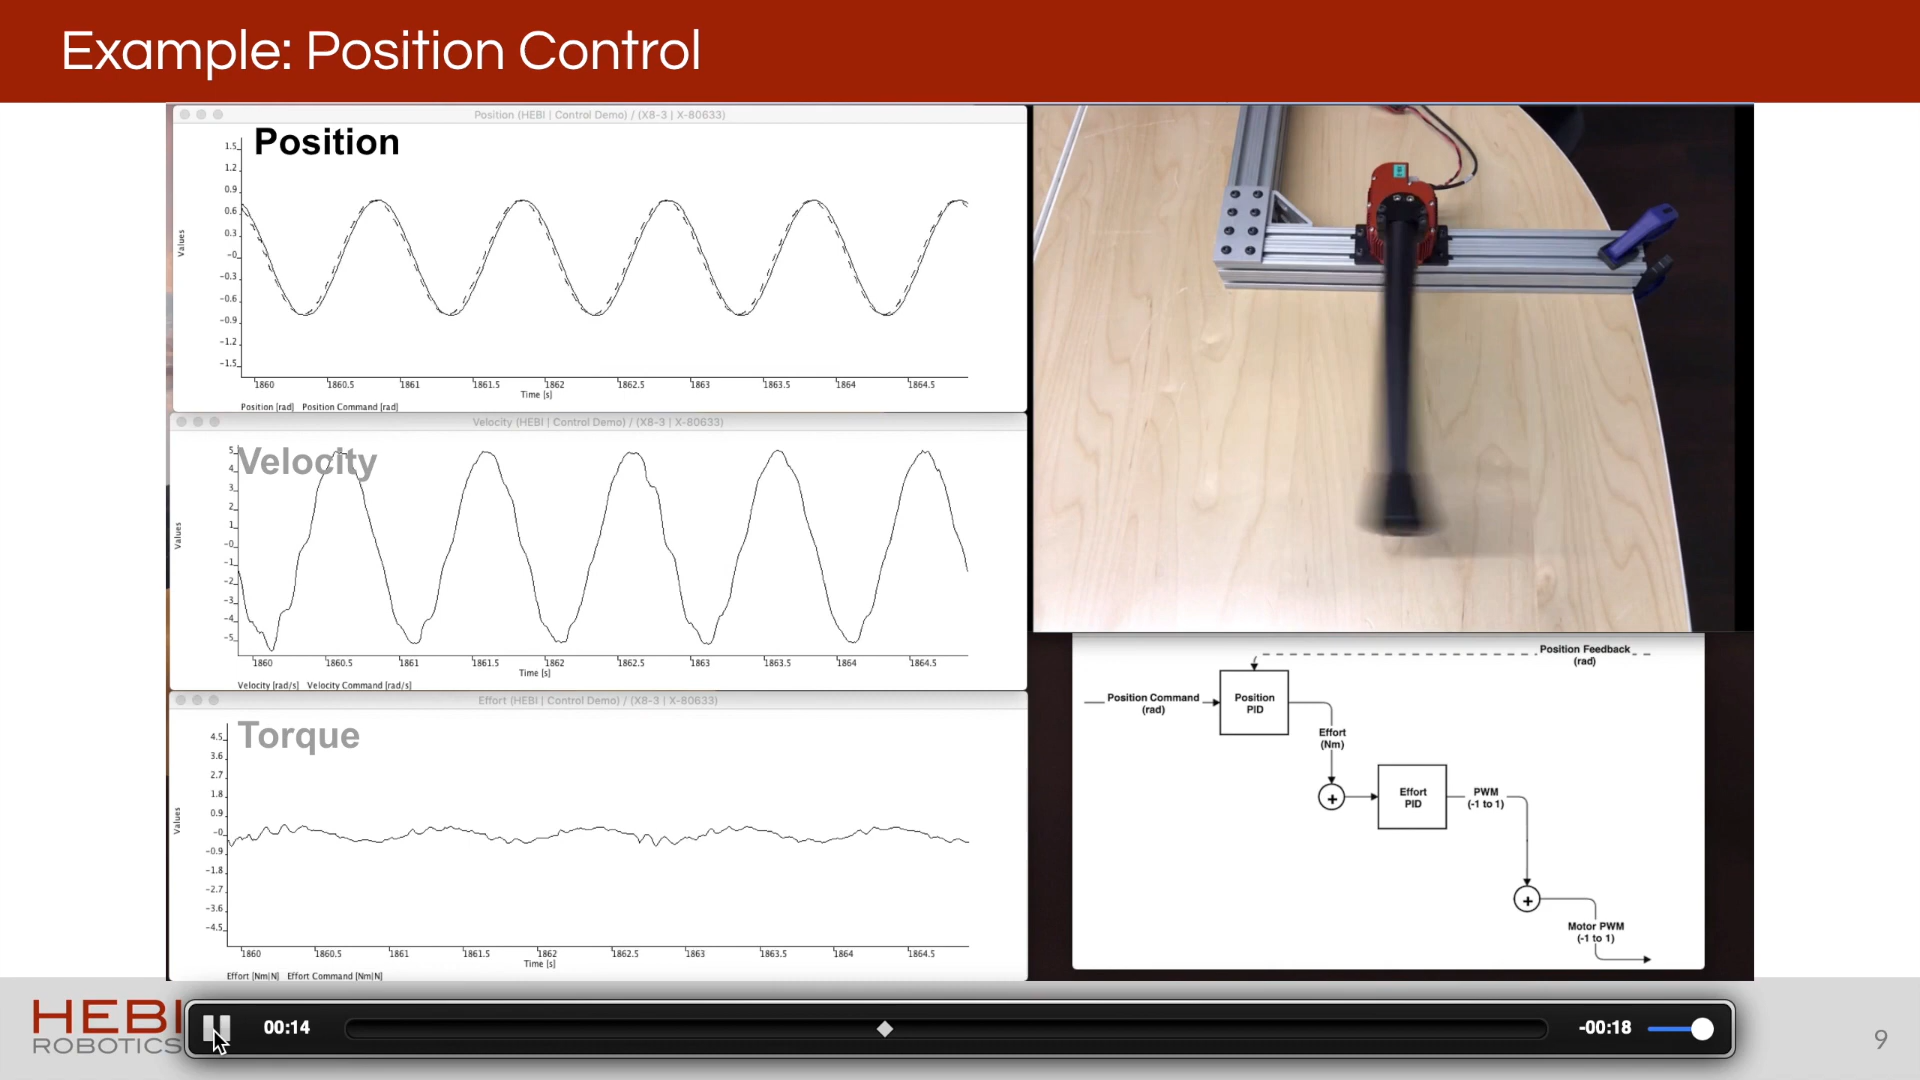 Example: Position Control
Position (HEBI | Control Demo) / (X8-3 | X-80633)
Position
1.5
1.2
0.9
0.6
0.3
-0
-0.3
-0.6
-0.9
-1.2
-1.5
Values
1860 1860.5 1861 1861.5 1862 1862.5 1863 1863.5 1864 1864.5
Time [s]
Position [rad] Position Command [rad]
Velocity (HEBI | Control Demo) / (X8-3 | X-80633)
Velocity
5
4
3
2
1
-0
-1
-2
-3
-4
-5
Values
1860 1860.5 1861 1861.5 1862 1862.5 1863 1863.5 1864 1864.5
Time [s]
Velocity [rad/s] Velocity Command [rad/s]
Effort (HEBI | Control Demo) / (X8-3 | X-80633)
Torque
4.5
3.6
2.7
1.8
0.9
-0
-0.9
-1.8
-2.7
-3.6
-4.5
Values
1860 1860.5 1861 1861.5 1862 1862.5 1863 1863.5 1864 1864.5
Time [s]
Effort [Nm|N] Effort Command [Nm|N]
Position Feedback
(rad)
Position Command
(rad)
Position
PID
Effort
(Nm)
+
Effort
PID
PWM
(-1 to 1)
+
Motor PWM
(-1 to 1)
HEBI
ROBOTICS
00:14
-00:18
9